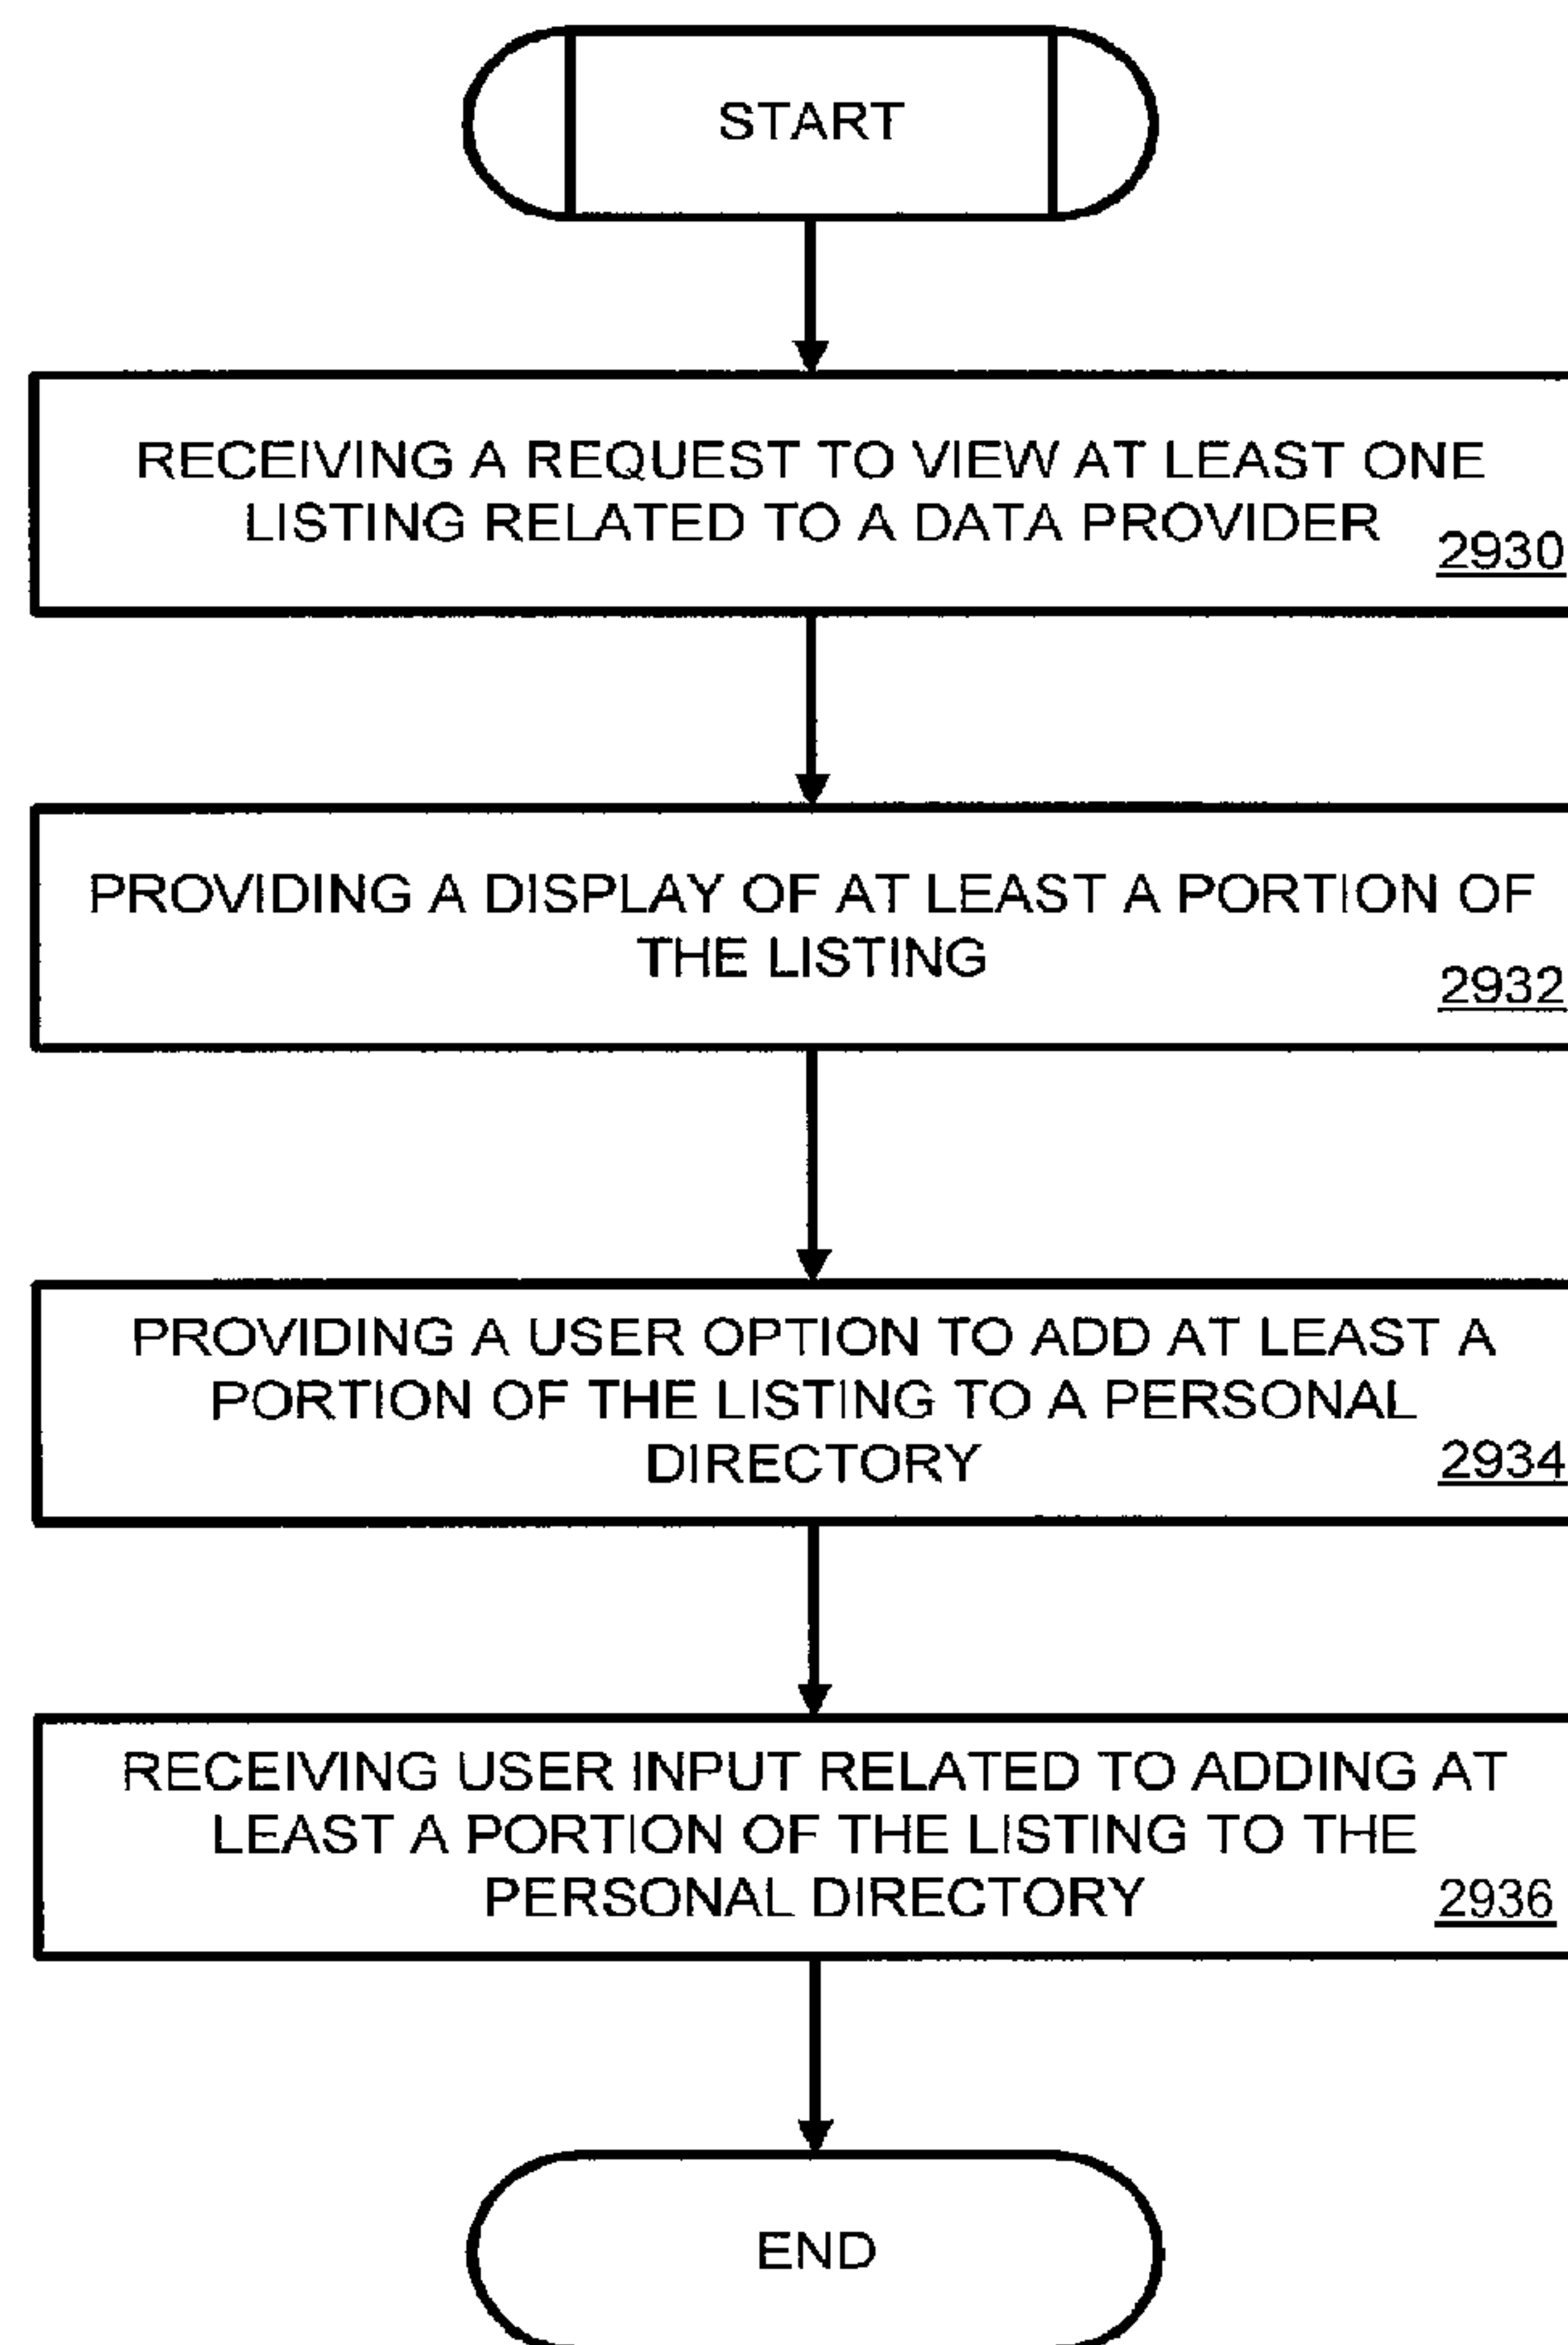 START
RECEIVING A REQUEST TO VIEW AT LEAST ONE
LISTING RELATED TO A DATA PROVIDER
2930
PROVIDING A DISPLAY OF AT LEAST A PORTION OF
THE LISTING
2932
PROVIDING A USER OPTION TO ADD AT LEAST A
PORTION OF THE LISTING TO A PERSONAL
DIRECTORY
2934
RECEIVING USER INPUT RELATED TO ADDING AT
LEAST A PORTION OF THE LISTING TO THE
PERSONAL DIRECTORY
2936
END